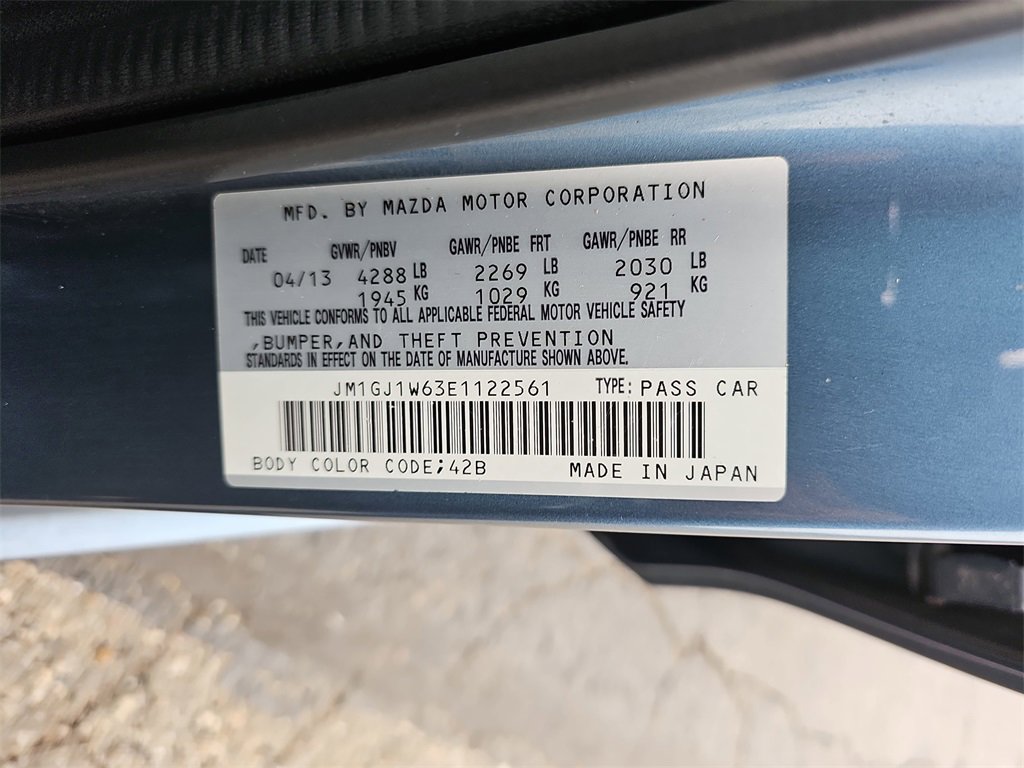 MFD. BY MAZDA MOTOR CORPORATION
DATE GVWR/PNBV GAWR/PNBE FRT GAWR/PNBE RR
04/13 4288 LB 2269 LB 2030 LB
1945 KG 1029 KG 921 KG
THIS VEHICLE CONFORMS TO ALL APPLICABLE FEDERAL MOTOR VEHICLE SAFETY
,BUMPER,AND THEFT PREVENTION
STANDARDS IN EFFECT ON THE DATE OF MANUFACTURE SHOWN ABOVE.
JM1GJ1W63E1122561 TYPE: PASS CAR
BODY COLOR CODE;42B MADE IN JAPAN